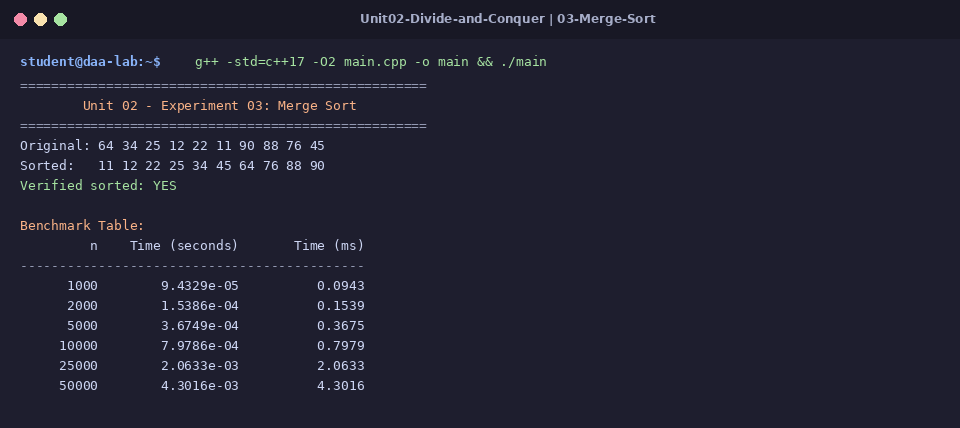 Unit02-Divide-and-Conquer | 03-Merge-Sort
student@daa-lab:~$ g++ -std=c++17 -O2 main.cpp -o main && ./main
====================================================
Unit 02 - Experiment 03: Merge Sort
====================================================
Original: 64 34 25 12 22 11 90 88 76 45
Sorted: 11 12 22 25 34 45 64 76 88 90
Verified sorted: YES
Benchmark Table:
n Time (seconds) Time (ms)
--------------------------------------------
1000 9.4329e-05 0.0943
2000 1.5386e-04 0.1539
5000 3.6749e-04 0.3675
10000 7.9786e-04 0.7979
25000 2.0633e-03 2.0633
50000 4.3016e-03 4.3016